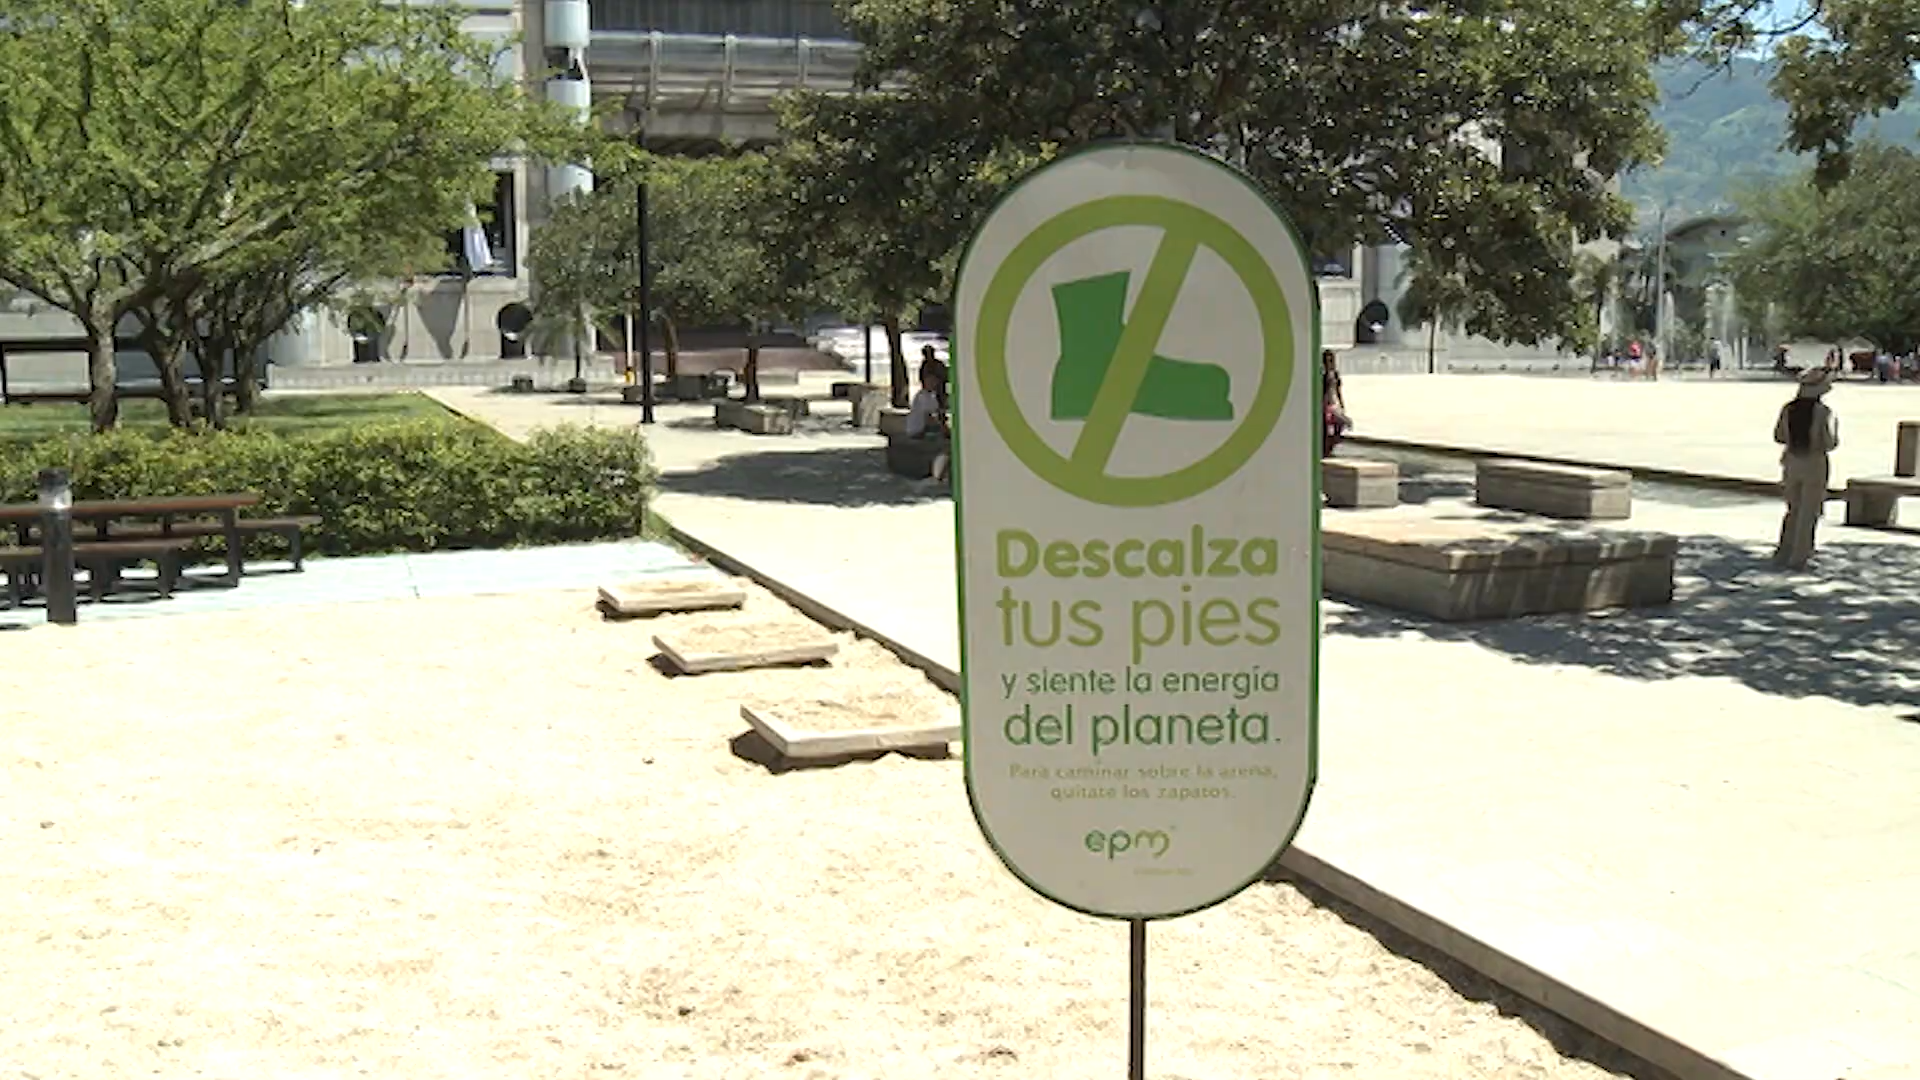 Descalza
tus pies
y siente la energía
del planeta.
Para caminar sobre la arena,
quítate los zapatos.
epm